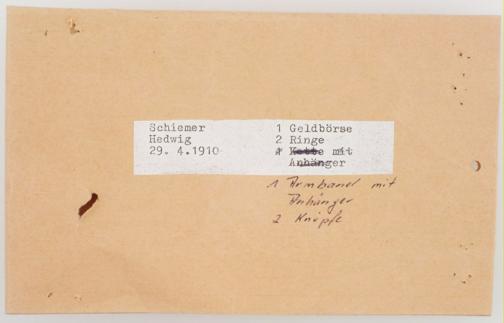 Schiemer
Hedwig
29. 4.1910
1 Geldbörse
2 Ringe
1 Kette mit
Anhänger
1 Armband mit
Anhänger
2 Knöpfe